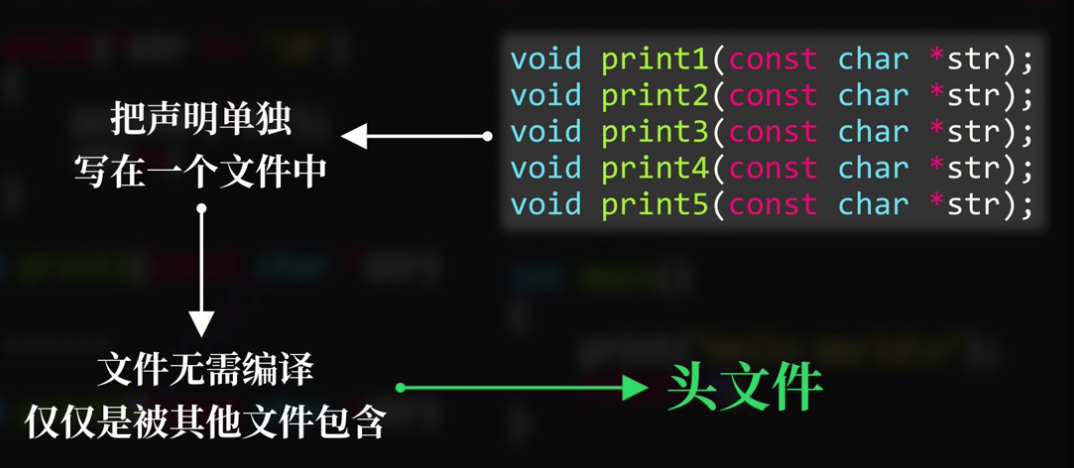 void print1(const char *str);
void print2(const char *str);
void print3(const char *str);
void print4(const char *str);
void print5(const char *str);
把声明单独
写在一个文件中
文件无需编译
仅仅是被其他文件包含
头文件